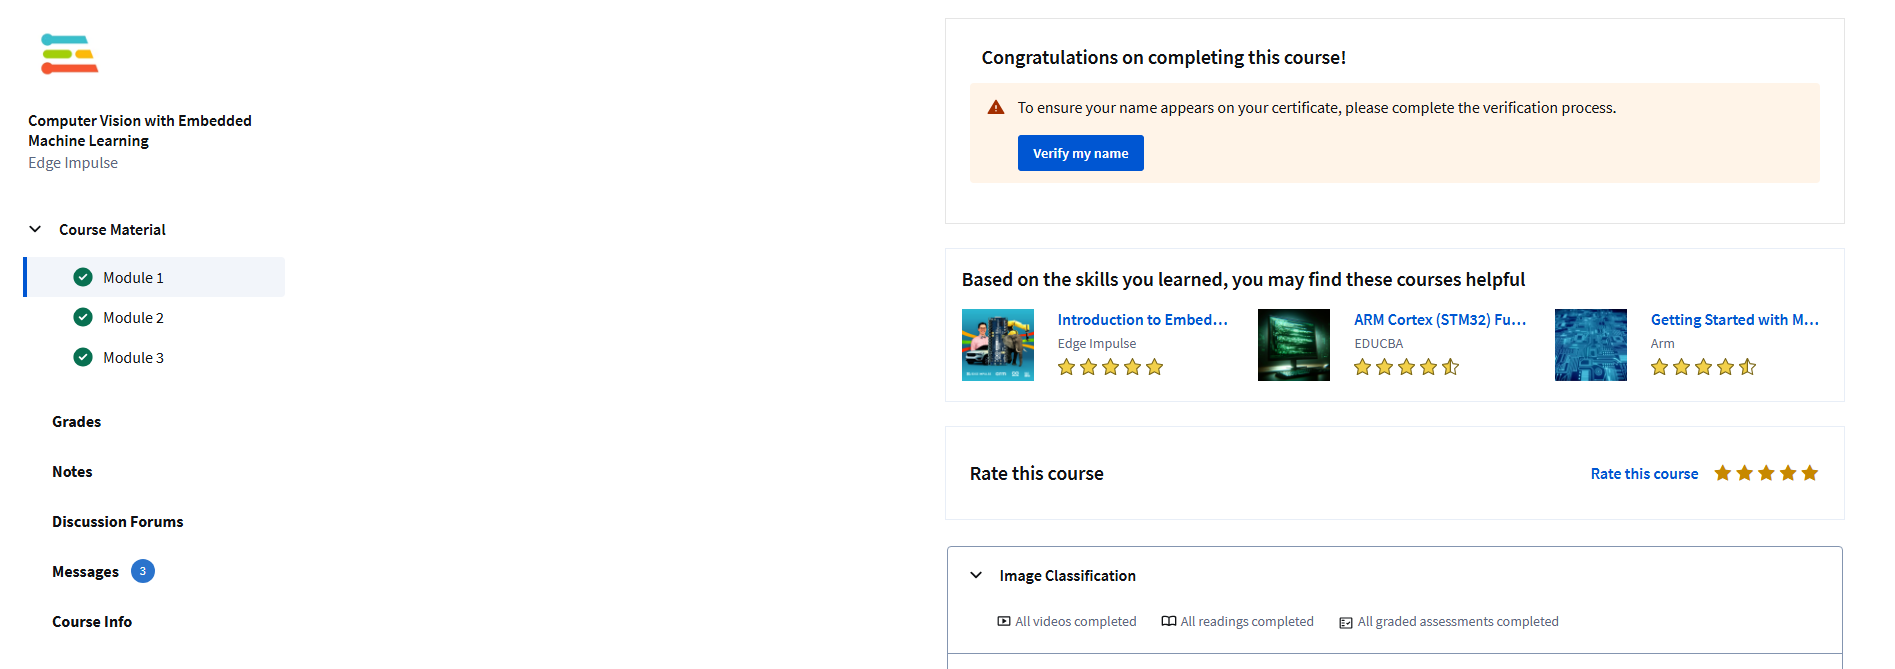 Computer Vision with Embedded
Machine Learning
Edge Impulse
Course Material
Module 1
Module 2
Module 3
Grades
Notes
Discussion Forums
Messages 3
Course Info
Congratulations on completing this course!
To ensure your name appears on your certificate, please complete the verification process.
Verify my name
Based on the skills you learned, you may find these courses helpful
Introduction to Embed...
Edge Impulse
ARM Cortex (STM32) Fu...
EDUCBA
Getting Started with M...
Arm
Rate this course
Rate this course
Image Classification
All videos completed All readings completed All graded assessments completed